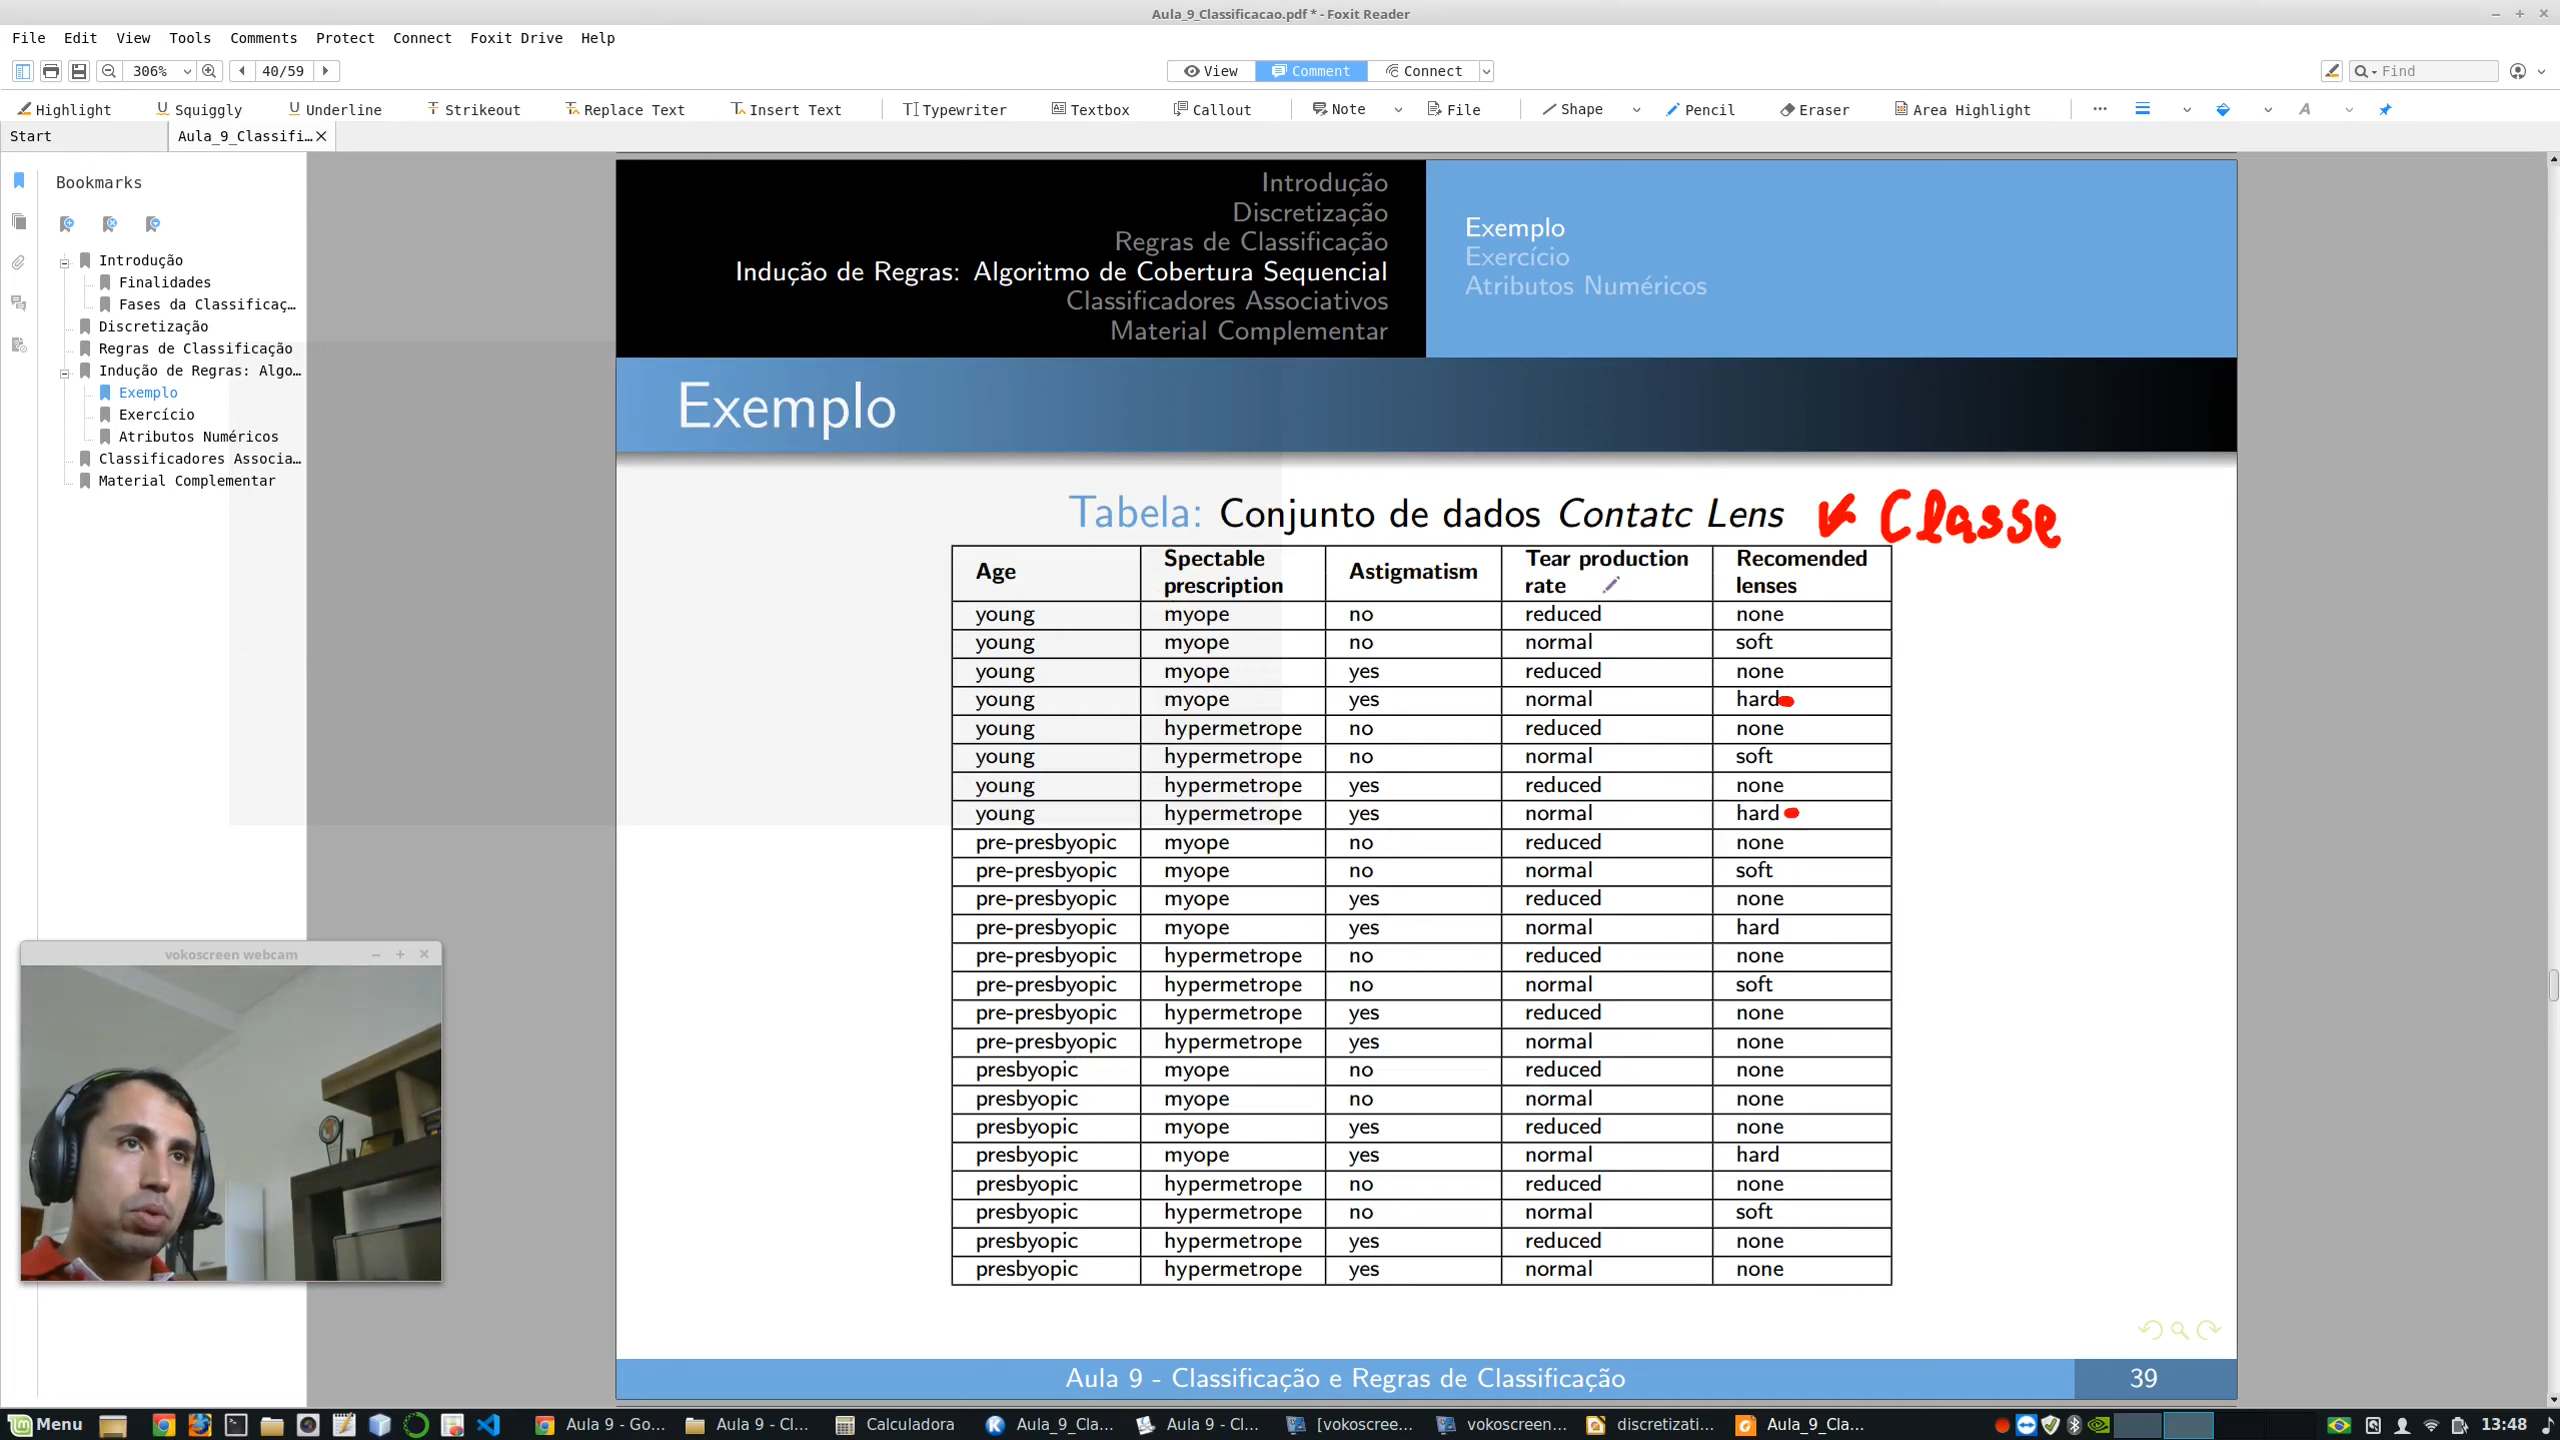 Aula_9_Classificacao.pdf * - Foxit Reader
File Edit View Tools Comments Protect Connect Foxit Drive Help
306% 40/59 View Comment Connect Find
Highlight Squiggly Underline Strikeout Replace Text Insert Text Typewriter Textbox Callout Note File Shape Pencil Eraser Area Highlight ...
Start Aula_9_Classifi...
Bookmarks
Introdução
Finalidades
Fases da Classificaç...
Discretização
Regras de Classificação
Indução de Regras: Algo...
Exemplo
Exercício
Atributos Numéricos
Classificadores Associa...
Material Complementar
Introdução
Discretização
Regras de Classificação
Indução de Regras: Algoritmo de Cobertura Sequencial
Classificadores Associativos
Material Complementar
Exemplo
Exercício
Atributos Numéricos
Exemplo
Tabela: Conjunto de dados Contatc Lens
Classe
Age Spectable prescription Astigmatism Tear production rate Recomended lenses
young myope no reduced none
young myope no normal soft
young myope yes reduced none
young myope yes normal hard
young hypermetrope no reduced none
young hypermetrope no normal soft
young hypermetrope yes reduced none
young hypermetrope yes normal hard
pre-presbyopic myope no reduced none
pre-presbyopic myope no normal soft
pre-presbyopic myope yes reduced none
pre-presbyopic myope yes normal hard
pre-presbyopic hypermetrope no reduced none
pre-presbyopic hypermetrope no normal soft
pre-presbyopic hypermetrope yes reduced none
pre-presbyopic hypermetrope yes normal none
presbyopic myope no reduced none
presbyopic myope no normal none
presbyopic myope yes reduced none
presbyopic myope yes normal hard
presbyopic hypermetrope no reduced none
presbyopic hypermetrope no normal soft
presbyopic hypermetrope yes reduced none
presbyopic hypermetrope yes normal none
Aula 9 - Classificação e Regras de Classificação
39
vokoscreen webcam
Menu Aula 9 - Go... Aula 9 - Cl... Calculadora Aula_9_Cla... Aula 9 - Cl... [vokoscree... vokoscreen... discretizati... Aula_9_Cla... 13:48